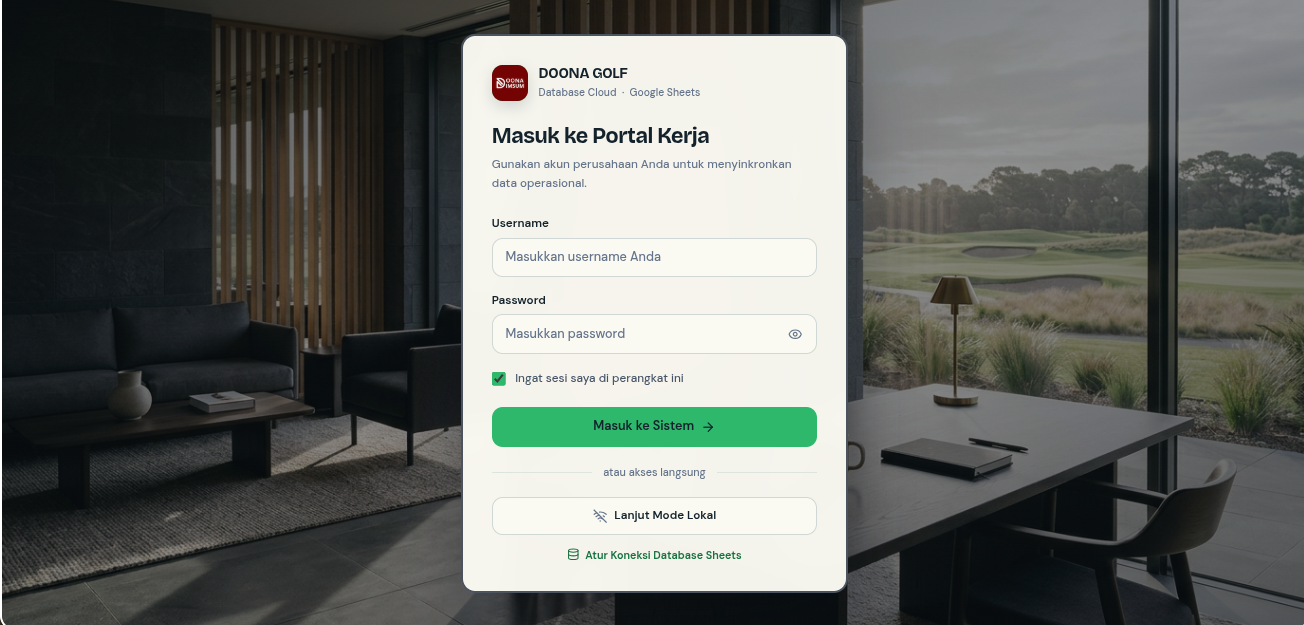 DOONA
IMSUM
DOONA GOLF
Database Cloud · Google Sheets
Masuk ke Portal Kerja
Gunakan akun perusahaan Anda untuk menyinkronkan
data operasional.
Username
Masukkan username Anda
Password
Masukkan password
Ingat sesi saya di perangkat ini
Masuk ke Sistem →
atau akses langsung
Lanjut Mode Lokal
Atur Koneksi Database Sheets